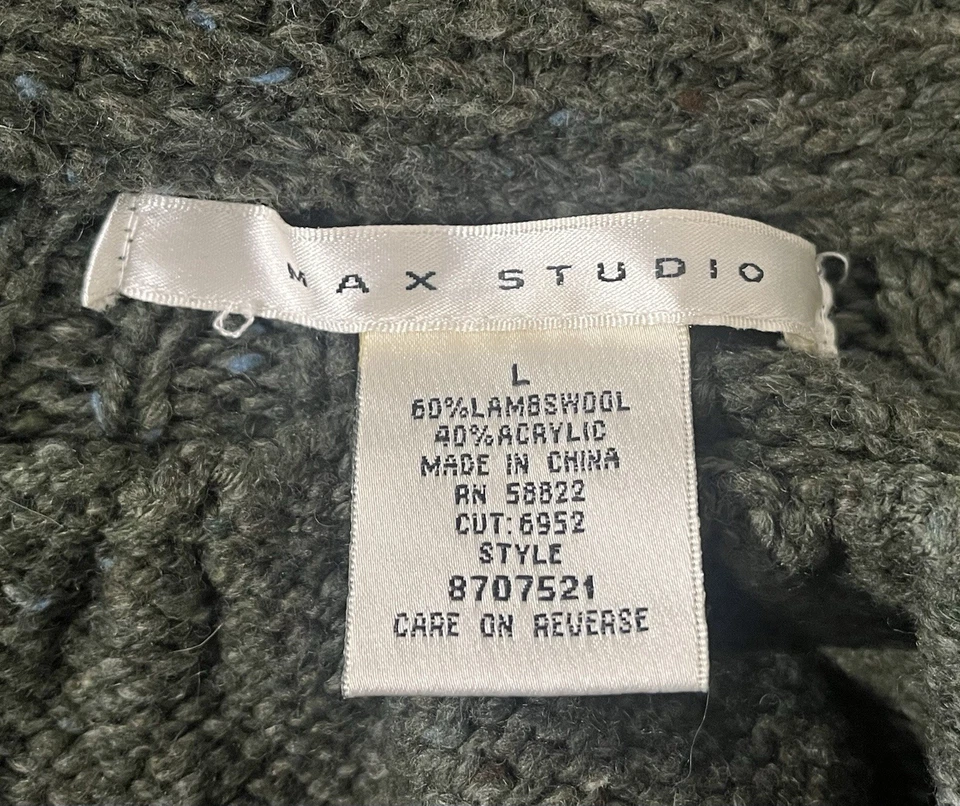 MAX STUDIO
L
60%LAMBSWOOL
40%ACRYLIC
MADE IN CHINA
RN 58822
CUT:6952
STYLE
8707521
CARE ON REVERSE